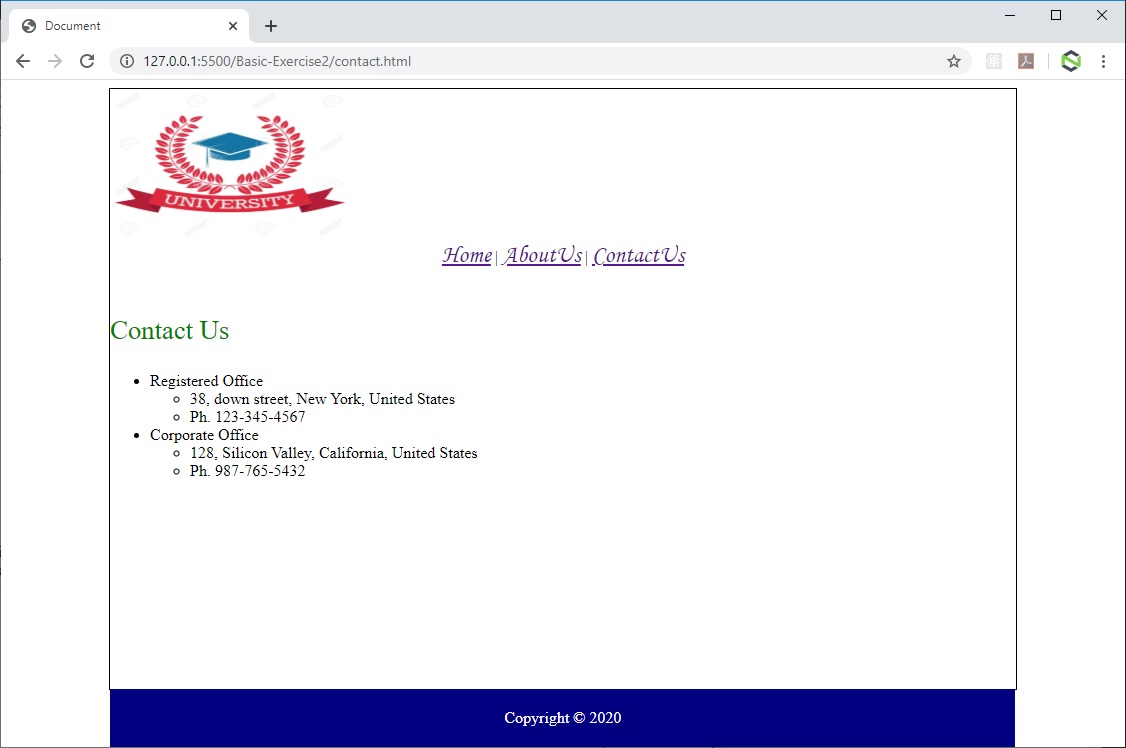 Document
127.0.0.1:5500/Basic-Exercise2/contact.html
UNIVERSITY
Home | AboutUs | ContactUs
Contact Us
Registered Office
38, down street, New York, United States
Ph. 123-345-4567
Corporate Office
128, Silicon Valley, California, United States
Ph. 987-765-5432
Copyright © 2020